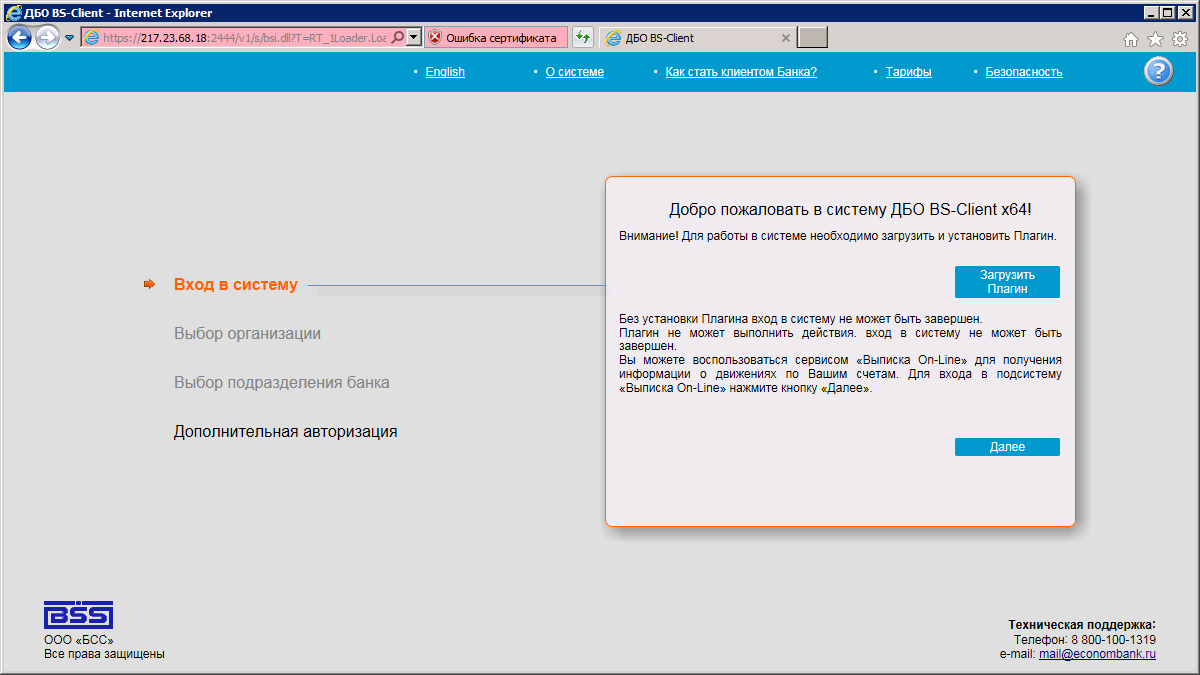 ДБО BS-Client - Internet Explorer
https://217.23.68.18:2444/v1/s/bsi.dll?T=RT_1Loader.Loa
Ошибка сертификата
ДБО BS-Client
• English • О системе • Как стать клиентом Банка? • Тарифы • Безопасность
?
Добро пожаловать в систему ДБО BS-Client x64!
Внимание! Для работы в системе необходимо загрузить и установить Плагин.
Загрузить
Плагин
Вход в систему
Выбор организации
Выбор подразделения банка
Дополнительная авторизация
Без установки Плагина вход в систему не может быть завершен.
Плагин не может выполнить действия. вход в систему не может быть
завершен.
Вы можете воспользоваться сервисом «Выписка On-Line» для получения
информации о движениях по Вашим счетам. Для входа в подсистему
«Выписка On-Line» нажмите кнопку «Далее».
Далее
BSS
ООО «БСС»
Все права защищены
Техническая поддержка:
Телефон: 8 800-100-1319
e-mail: mail@econombank.ru